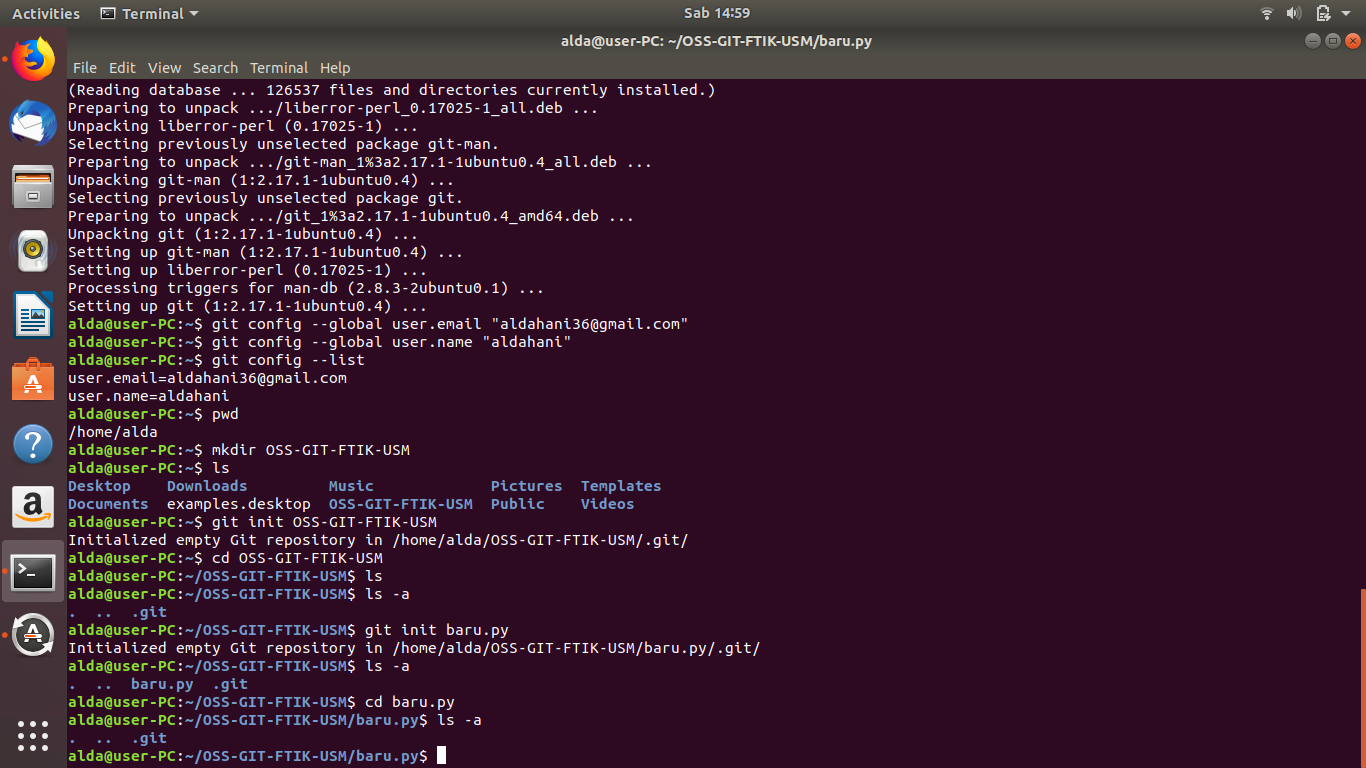 Activities Terminal Sab 14:59
alda@user-PC: ~/OSS-GIT-FTIK-USM/baru.py
File Edit View Search Terminal Help
(Reading database ... 126537 files and directories currently installed.)
Preparing to unpack .../liberror-perl_0.17025-1_all.deb ...
Unpacking liberror-perl (0.17025-1) ...
Selecting previously unselected package git-man.
Preparing to unpack .../git-man_1%3a2.17.1-1ubuntu0.4_all.deb ...
Unpacking git-man (1:2.17.1-1ubuntu0.4) ...
Selecting previously unselected package git.
Preparing to unpack .../git_1%3a2.17.1-1ubuntu0.4_amd64.deb ...
Unpacking git (1:2.17.1-1ubuntu0.4) ...
Setting up git-man (1:2.17.1-1ubuntu0.4) ...
Setting up liberror-perl (0.17025-1) ...
Processing triggers for man-db (2.8.3-2ubuntu0.1) ...
Setting up git (1:2.17.1-1ubuntu0.4) ...
alda@user-PC:~$ git config --global user.email "aldahani36@gmail.com"
alda@user-PC:~$ git config --global user.name "aldahani"
alda@user-PC:~$ git config --list
user.email=aldahani36@gmail.com
user.name=aldahani
alda@user-PC:~$ pwd
/home/alda
alda@user-PC:~$ mkdir OSS-GIT-FTIK-USM
alda@user-PC:~$ ls
Desktop    Downloads         Music             Pictures  Templates
Documents  examples.desktop  OSS-GIT-FTIK-USM  Public    Videos
alda@user-PC:~$ git init OSS-GIT-FTIK-USM
Initialized empty Git repository in /home/alda/OSS-GIT-FTIK-USM/.git/
alda@user-PC:~$ cd OSS-GIT-FTIK-USM
alda@user-PC:~/OSS-GIT-FTIK-USM$ ls
alda@user-PC:~/OSS-GIT-FTIK-USM$ ls -a
.  ..  .git
alda@user-PC:~/OSS-GIT-FTIK-USM$ git init baru.py
Initialized empty Git repository in /home/alda/OSS-GIT-FTIK-USM/baru.py/.git/
alda@user-PC:~/OSS-GIT-FTIK-USM$ ls -a
.  ..  baru.py  .git
alda@user-PC:~/OSS-GIT-FTIK-USM$ cd baru.py
alda@user-PC:~/OSS-GIT-FTIK-USM/baru.py$ ls -a
.  ..  .git
alda@user-PC:~/OSS-GIT-FTIK-USM/baru.py$